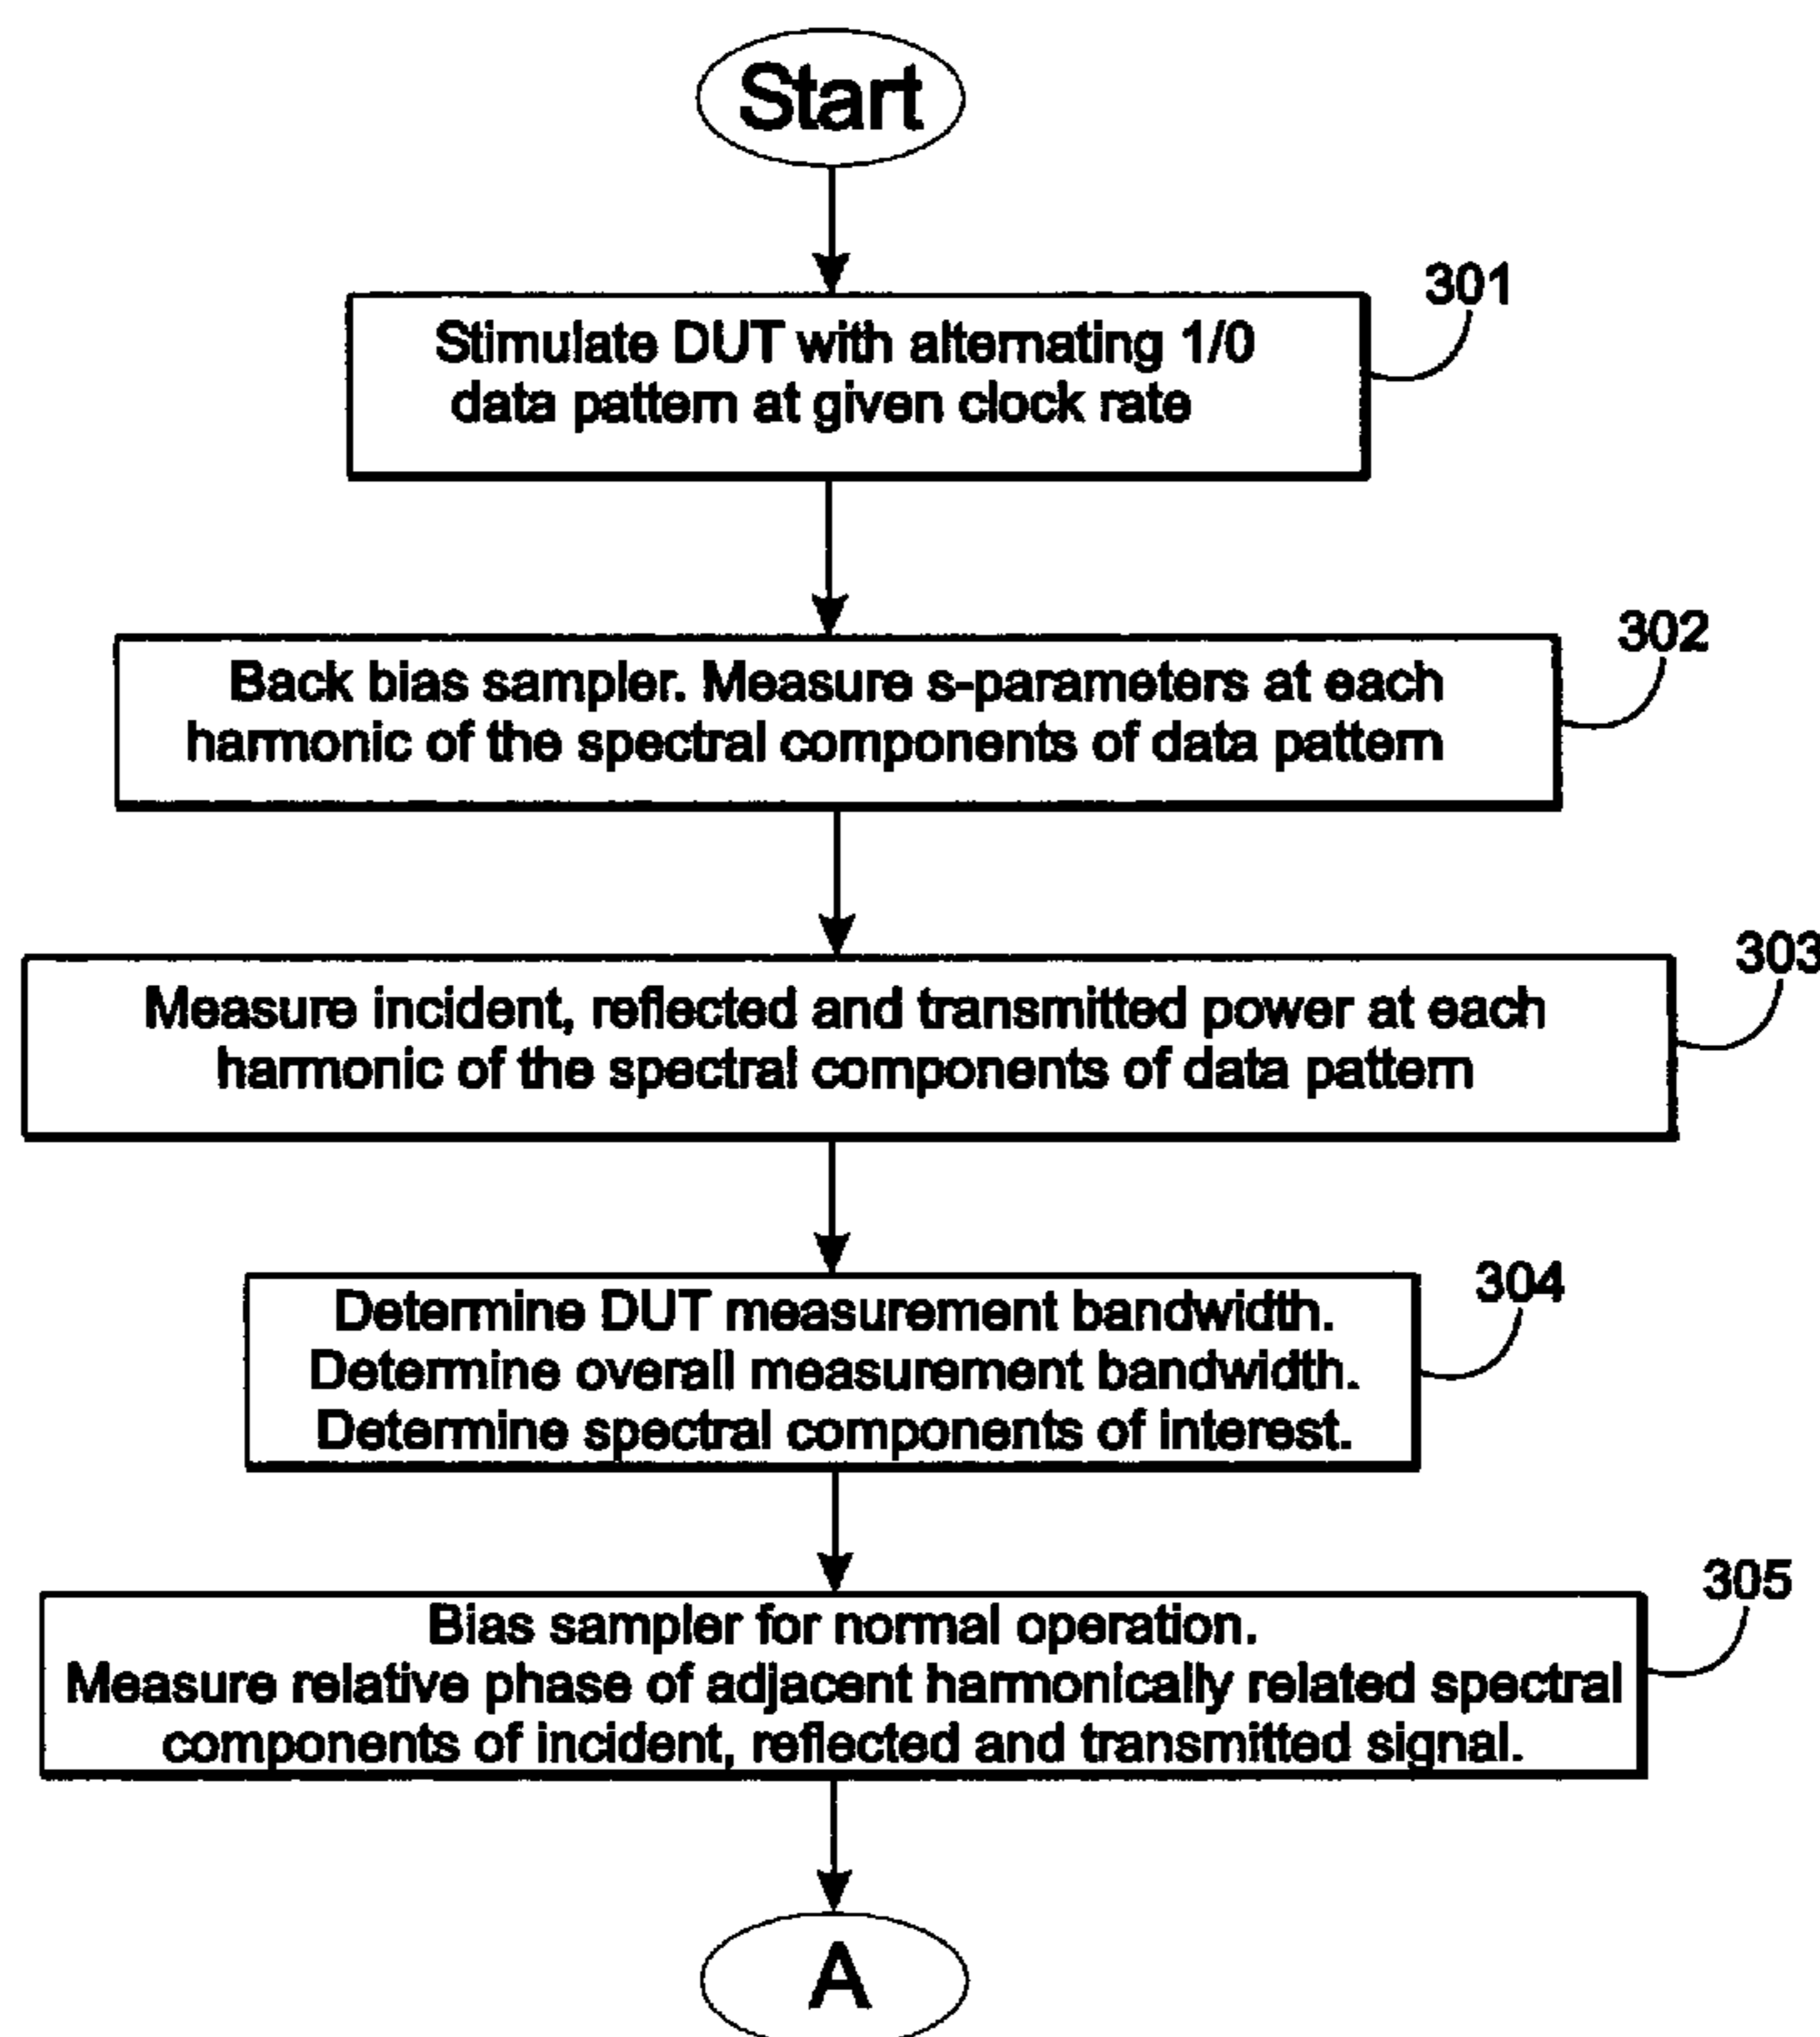 Start
301
Stimulate DUT with alternating 1/0
data pattern at given clock rate
302
Back bias sampler. Measure s-parameters at each
harmonic of the spectral components of data pattern
303
Measure incident, reflected and transmitted power at each
harmonic of the spectral components of data pattern
304
Determine DUT measurement bandwidth.
Determine overall measurement bandwidth.
Determine spectral components of interest.
305
Bias sampler for normal operation.
Measure relative phase of adjacent harmonically related spectral
components of incident, reflected and transmitted signal.
A